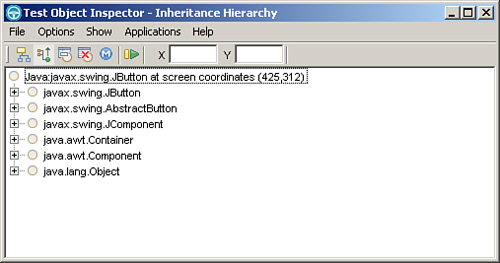 Test Object Inspector - Inheritance Hierarchy
File Options Show Applications Help
M X Y
Java:javax.swing.JButton at screen coordinates (425,312)
javax.swing.JButton
javax.swing.AbstractButton
javax.swing.JComponent
java.awt.Container
java.awt.Component
java.lang.Object